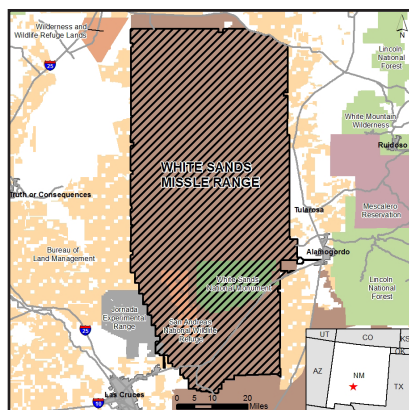 Wilderness and
Wildlife Refuge Lands
N
Lincoln
National
Forest
25
White Mountain
Wilderness
Ruidoso
WHITE SANDS
MISSLE RANGE
Mescalero
Reservation
Truth or Consequences
Tularosa
Bureau of
Land Management
Alamogordo
White Sands
National Monument
Lincoln
National
Forest
Jornada
Experimental
Range
San Andreas
National Wildlife
Refuge
25
UT
CO
KS
OK
AZ
NM
TX
Las Cruces
10
0 5 10 20
Miles